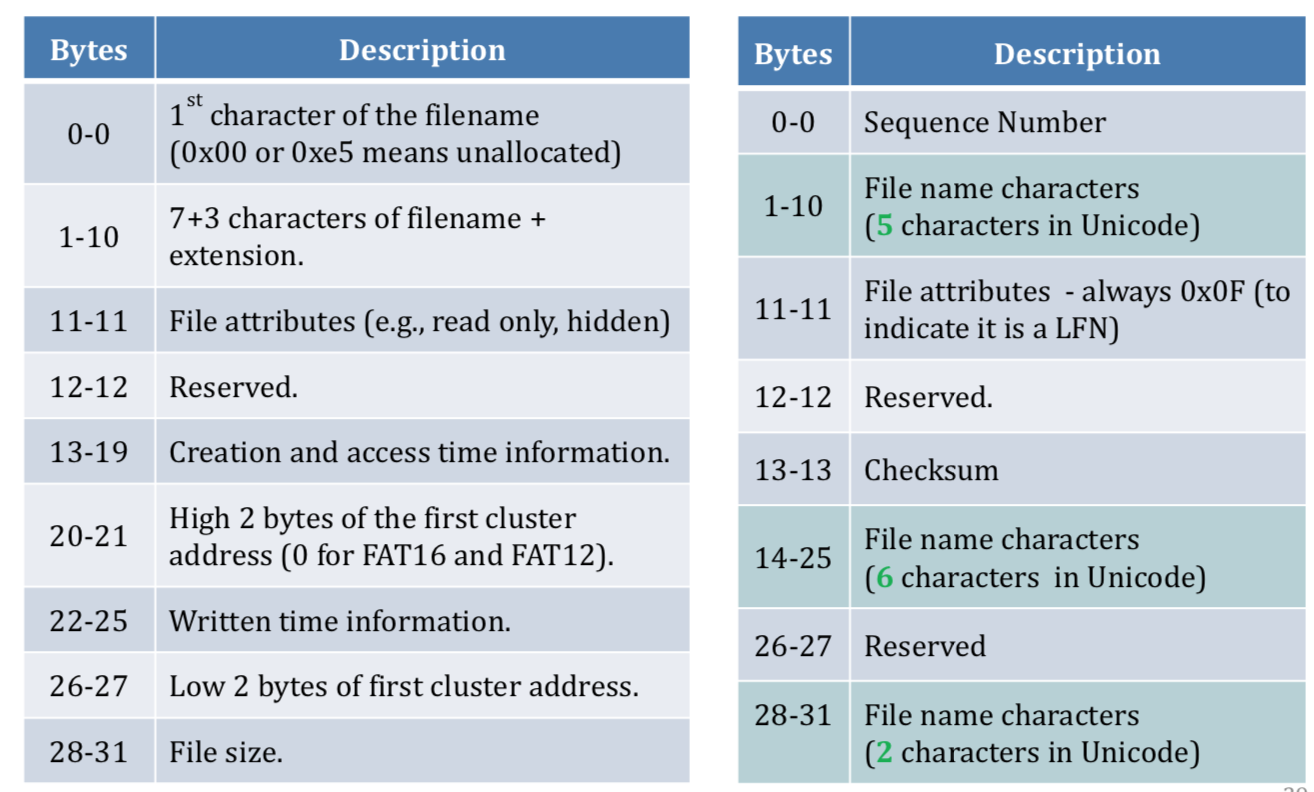 Bytes Description
0-0 1st character of the filename
(0x00 or 0xe5 means unallocated)
1-10 7+3 characters of filename +
extension.
11-11 File attributes (e.g., read only, hidden)
12-12 Reserved.
13-19 Creation and access time information.
20-21 High 2 bytes of the first cluster
address (0 for FAT16 and FAT12).
22-25 Written time information.
26-27 Low 2 bytes of first cluster address.
28-31 File size.
Bytes Description
0-0 Sequence Number
1-10 File name characters
(5 characters in Unicode)
11-11 File attributes - always 0x0F (to
indicate it is a LFN)
12-12 Reserved.
13-13 Checksum
14-25 File name characters
(6 characters in Unicode)
26-27 Reserved
28-31 File name characters
(2 characters in Unicode)